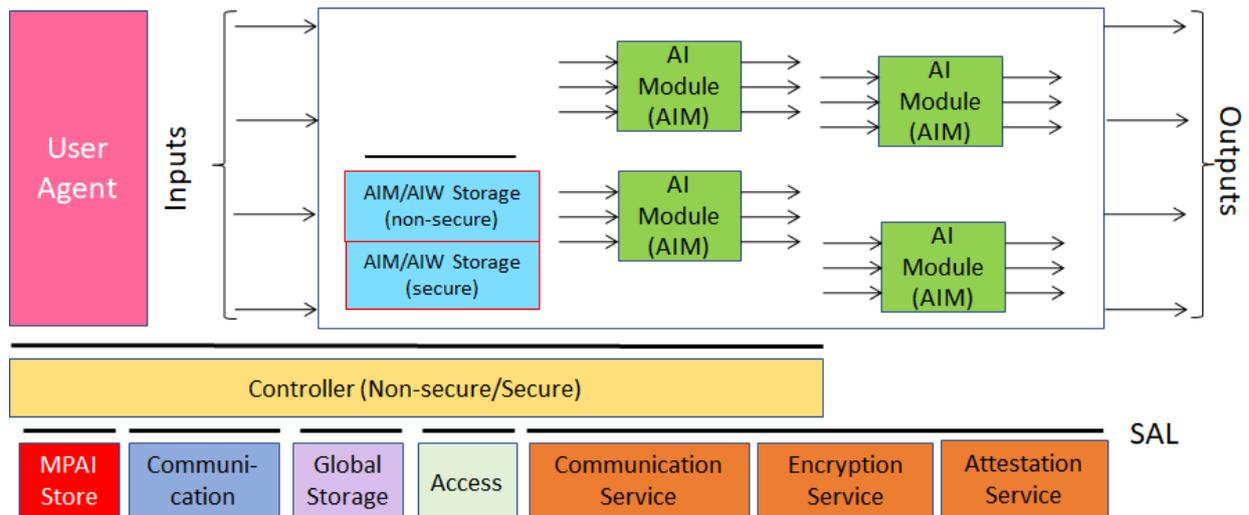 User
Agent
Inputs
AIM/AIW Storage
(non-secure)
AIM/AIW Storage
(secure)
AI
Module
(AIM)
AI
Module
(AIM)
AI
Module
(AIM)
AI
Module
(AIM)
Outputs
Controller (Non-secure/Secure)
SAL
MPAI
Store
Communi-
cation
Global
Storage
Access
Communication
Service
Encryption
Service
Attestation
Service